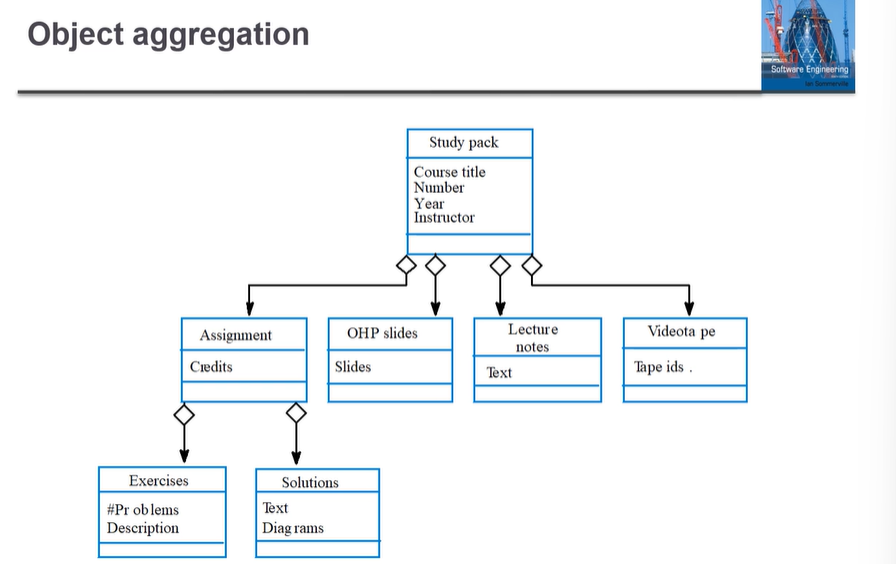 Object aggregation
Software Engineering
Ian Sommerville
Study pack
Course title
Number
Year
Instructor
Assignment
Credits
OHP slides
Slides
Lecture
notes
Text
Videota pe
Tape ids .
Exercises
#Pr ob lems
Description
Solutions
Text
Diag rams